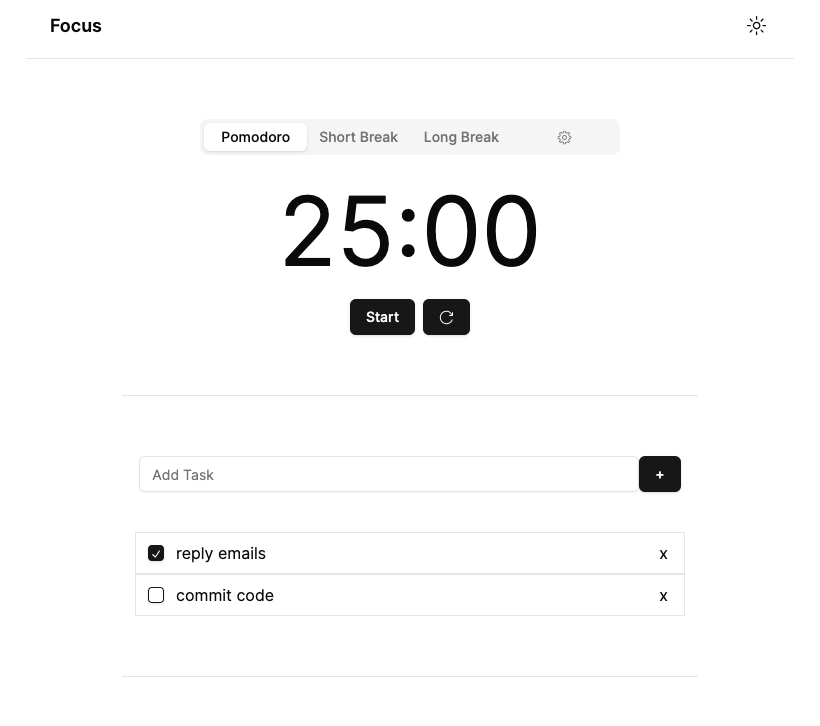 Focus
Pomodoro Short Break Long Break
25:00
Start
Add Task +
reply emails x
commit code x